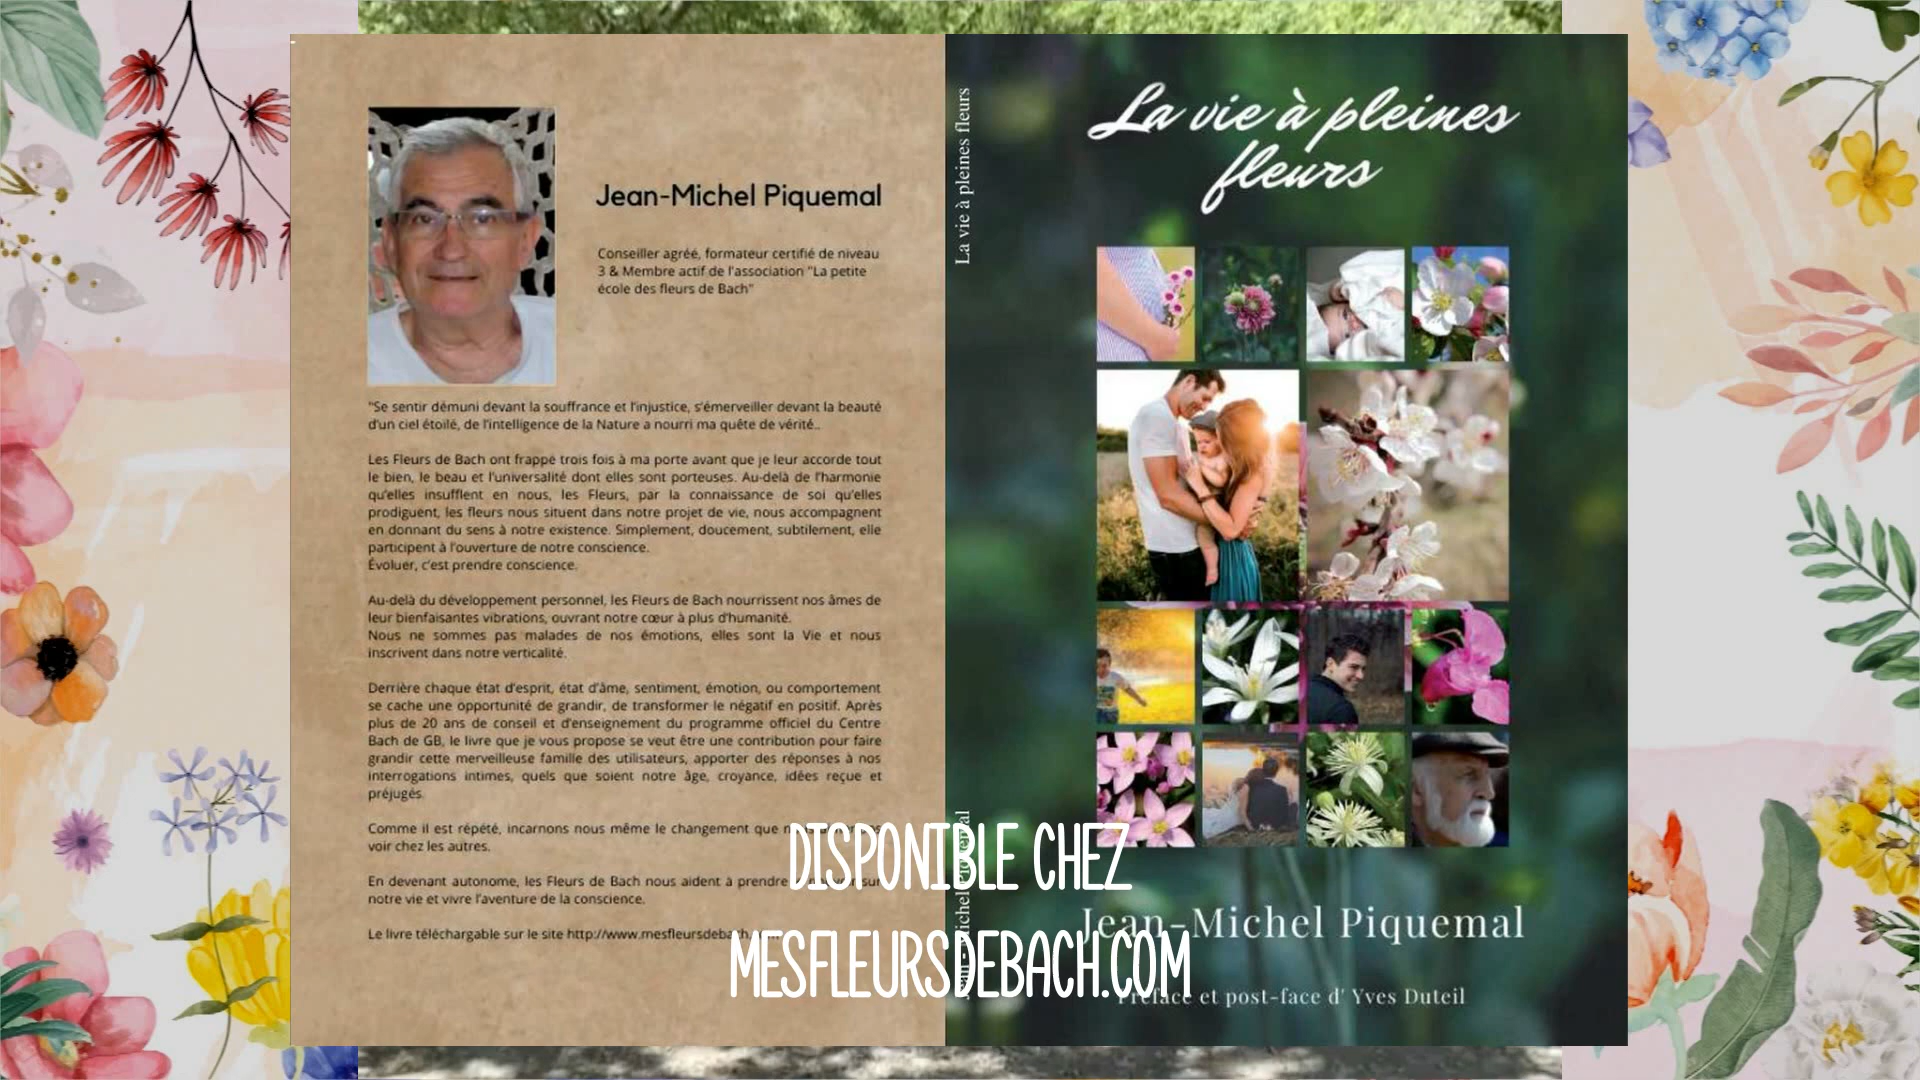 Jean-Michel Piquemal
Conseiller agréé, formateur certifié de niveau
3 & Membre actif de l'association "La petite
école des fleurs de Bach"
"Se sentir démuni devant la souffrance et l'injustice, s'émerveiller devant la beauté
d'un ciel étoilé, de l'intelligence de la Nature a nourri ma quête de vérité..
Les Fleurs de Bach ont frappé trois fois à ma porte avant que je leur accorde tout
le bien, le beau et l'universalité dont elles sont porteuses. Au-delà de l'harmonie
qu'elles insufflent en nous, les Fleurs, par la connaissance de soi qu'elles
prodiguent, les fleurs nous situent dans notre projet de vie, nous accompagnent
en donnant du sens à notre existence. Simplement, doucement, subtilement, elle
participent à l'ouverture de notre conscience.
Évoluer, c'est prendre conscience.
Au-delà du développement personnel, les Fleurs de Bach nourrissent nos âmes de
leur bienfaisantes vibrations, ouvrant notre cœur à plus d'humanité.
Nous ne sommes pas malades de nos émotions, elles sont la Vie et nous
inscrivent dans notre verticalité.
Derrière chaque état d'esprit, état d'âme, sentiment, émotion, ou comportement
se cache une opportunité de grandir, de transformer le négatif en positif. Après
plus de 20 ans de conseil et d'enseignement du programme officiel du Centre
Bach de GB, le livre que je vous propose se veut être une contribution pour faire
grandir cette merveilleuse famille des utilisateurs, apporter des réponses à nos
interrogations intimes, quels que soient notre âge, croyance, idées reçue et
préjugés.
Comme il est répété, incarnons nous même le changement que
voir chez les autres.
En devenant autonome, les Fleurs de Bach nous aident à prendre sur
notre vie et vivre l'aventure de la conscience.
Le livre téléchargable sur le site http://www.mesfleursdebach.com
La vie à pleines fleurs
Jean-Michel Piquemal
La vie à pleines
fleurs
Jean-Michel Piquemal
Préface et post-face d' Yves Duteil
DISPONIBLE CHEZ
MESFLEURSDEBACH.COM